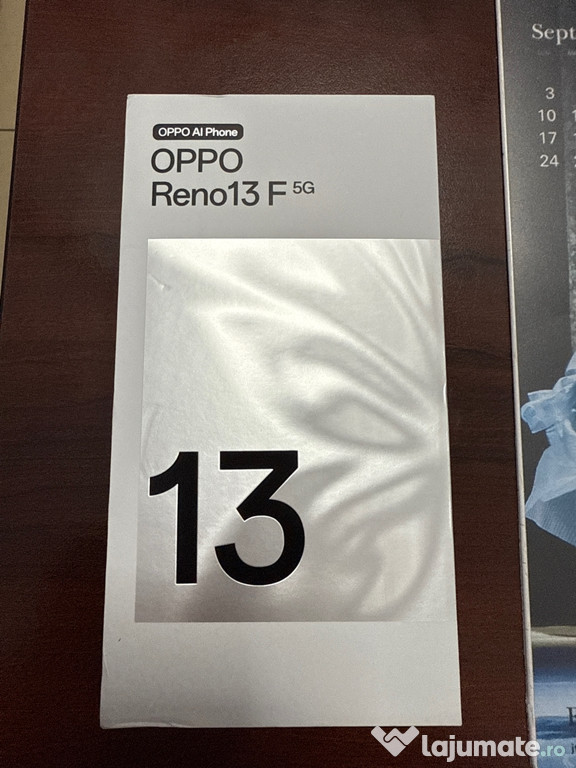 OPPO AI Phone
OPPO
Reno13 F 5G
13
Sept
3
10
17
24
lajumate.ro